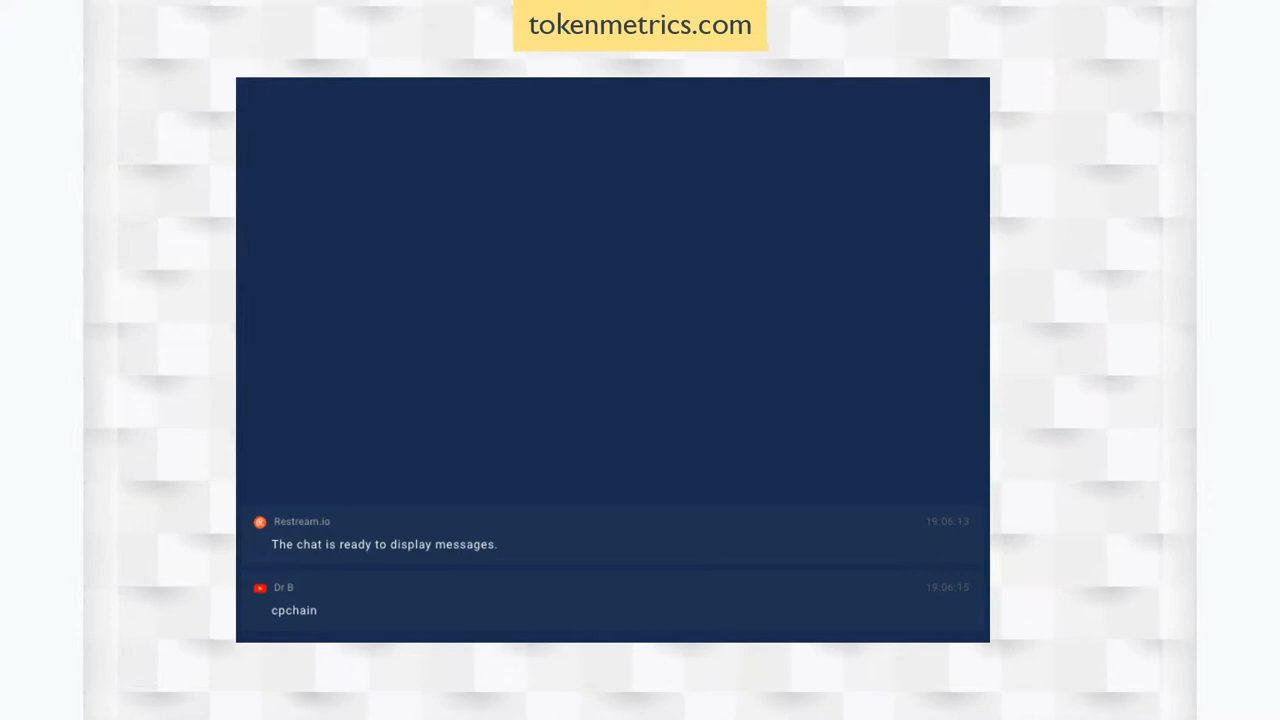 tokenmetrics.com
Restream.io 19:06:13
The chat is ready to display messages.
Dr B 19:06:15
cpchain